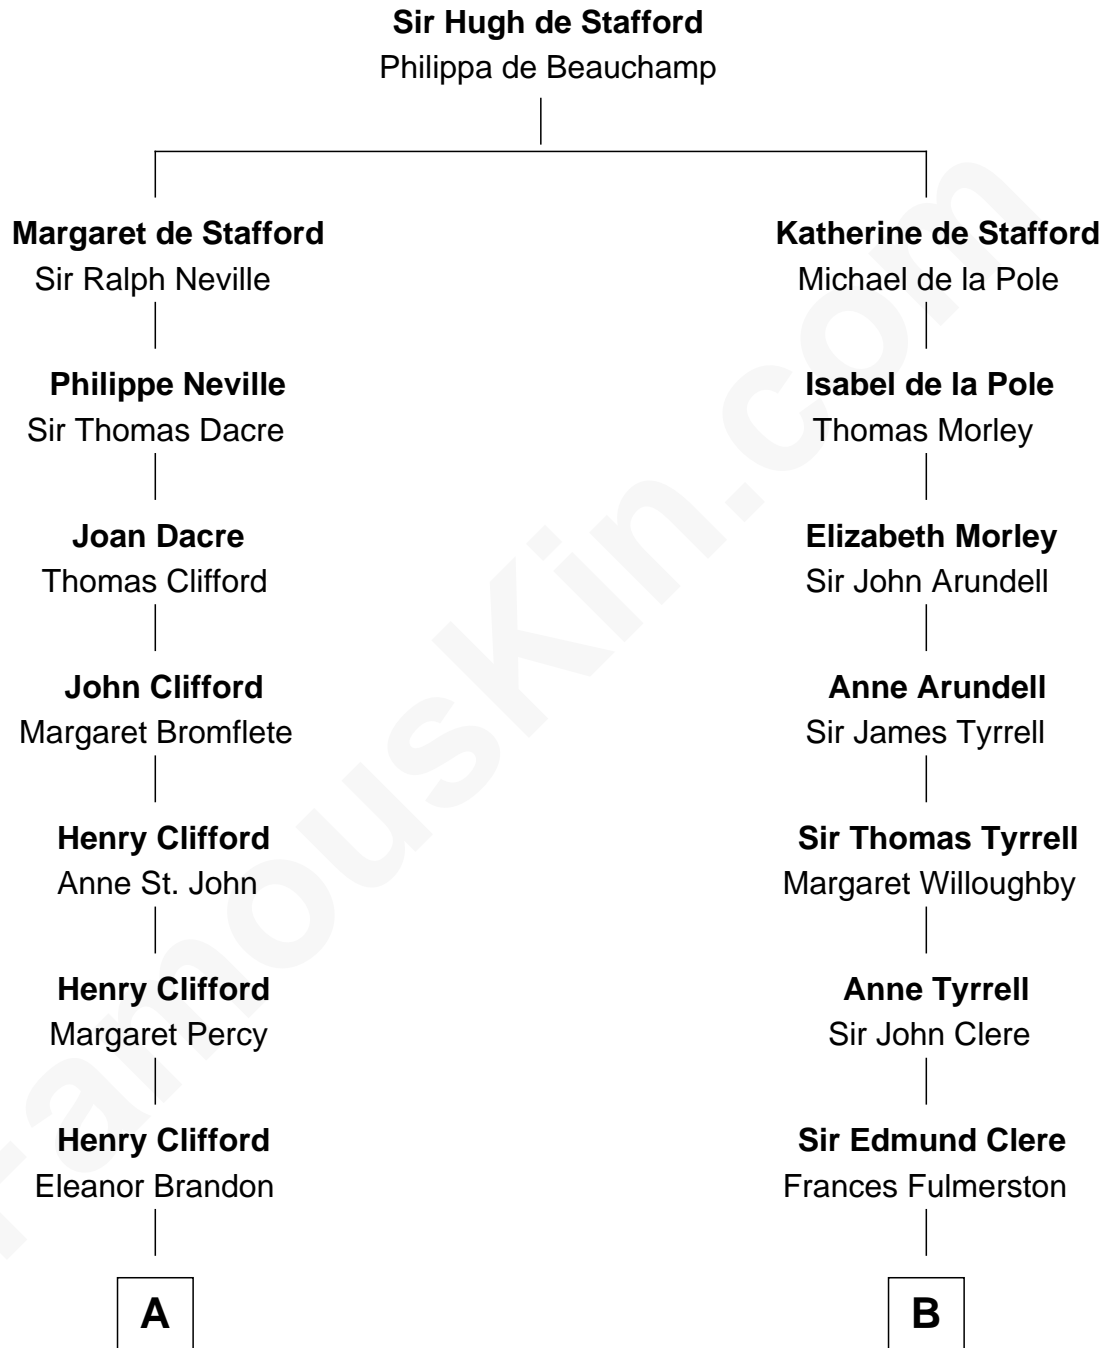 Sir Hugh de Stafford
Philippa de Beauchamp
Margaret de Stafford
Sir Ralph Neville
Katherine de Stafford
Michael de la Pole
Philippe Neville
Sir Thomas Dacre
Isabel de la Pole
Thomas Morley
Joan Dacre
Thomas Clifford
Elizabeth Morley
Sir John Arundell
John Clifford
Margaret Bromflete
Anne Arundell
Sir James Tyrrell
Henry Clifford
Anne St. John
Sir Thomas Tyrrell
Margaret Willoughby
Henry Clifford
Margaret Percy
Anne Tyrrell
Sir John Clere
Henry Clifford
Eleanor Brandon
Sir Edmund Clere
Frances Fulmerston
A
B
FamousKin.com